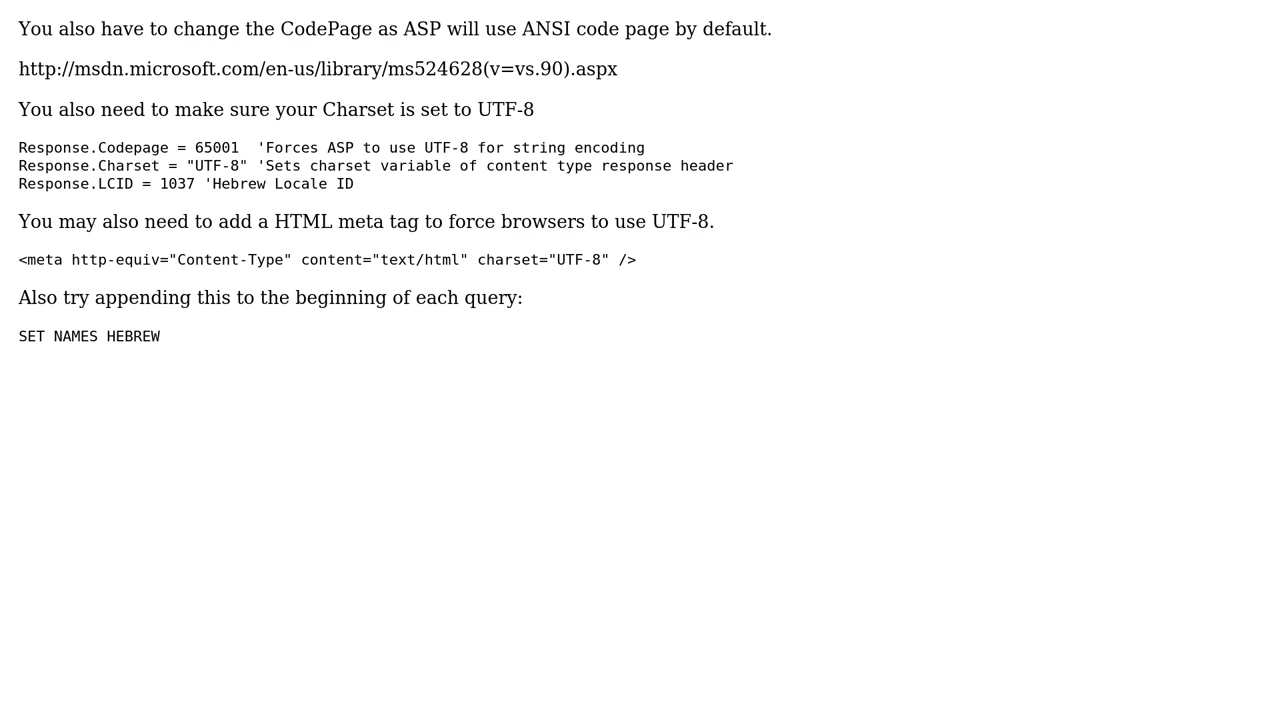 You also have to change the CodePage as ASP will use ANSI code page by default.
http://msdn.microsoft.com/en-us/library/ms524628(v=vs.90).aspx
You also need to make sure your Charset is set to UTF-8
Response.Codepage = 65001  'Forces ASP to use UTF-8 for string encoding
Response.Charset = "UTF-8" 'Sets charset variable of content type response header
Response.LCID = 1037 'Hebrew Locale ID
You may also need to add a HTML meta tag to force browsers to use UTF-8.
<meta http-equiv="Content-Type" content="text/html" charset="UTF-8" />
Also try appending this to the beginning of each query:
SET NAMES HEBREW